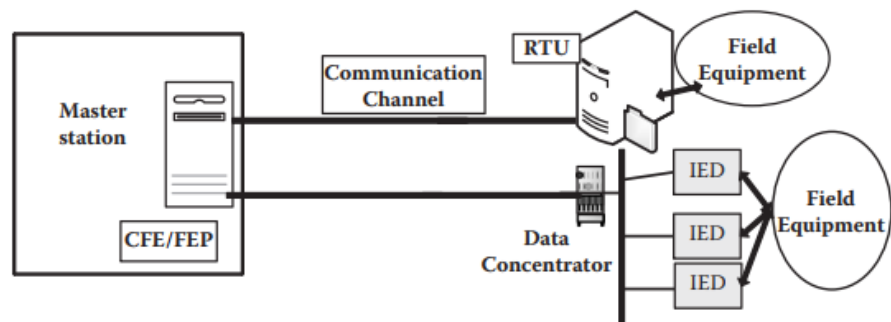 Master
station
CFE/FEP
Communication
Channel
RTU
Field
Equipment
Data
Concentrator
IED
IED
IED
Field
Equipment